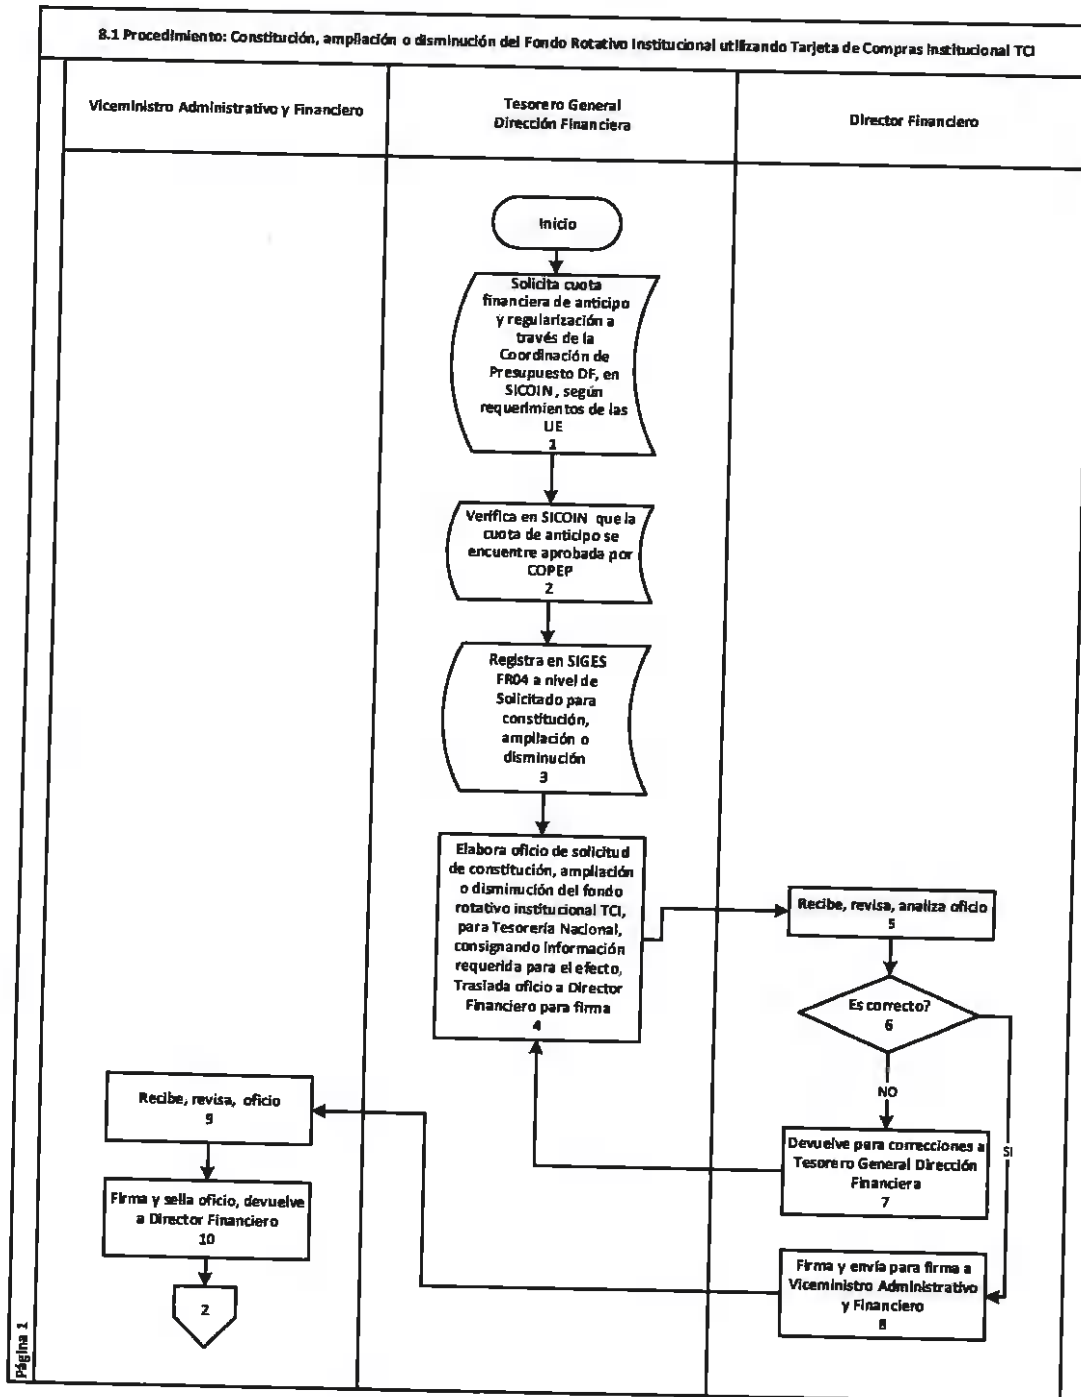 8.1 Procedimiento: Constitución, ampliación o disminución del Fondo Rotativo Institucional utilizando Tarjeta de Compras Institucional TCI
Viceministro Administrativo y Financiero
Tesorero General
Dirección Financiera
Director Financiero
Inicio
Solicita cuota
financiera de anticipo
y regularización a
través de la
Coordinación de
Presupuesto DF, en
SICOIN, según
requerimientos de las
UE
1
Verifica en SICOIN que la
cuota de anticipo se
encuentre aprobada por
COPEP
2
Registra en SIGES
FR04 a nivel de
Solicitado para
constitución,
ampliación o
disminución
3
Elabora oficio de solicitud
de constitución, ampliación
o disminución del fondo
rotativo institucional TCI,
para Tesorería Nacional,
consignando información
requerida para el efecto,
Traslada oficio a Director
Financiero para firma
4
Recibe, revisa, analiza oficio
5
Es correcto?
6
NO
SI
Devuelve para correcciones a
Tesorero General Dirección
Financiera
7
Firma y envía para firma a
Viceministro Administrativo
y Financiero
8
Recibe, revisa, oficio
9
Firma y sella oficio, devuelve
a Director Financiero
10
2
Página 1